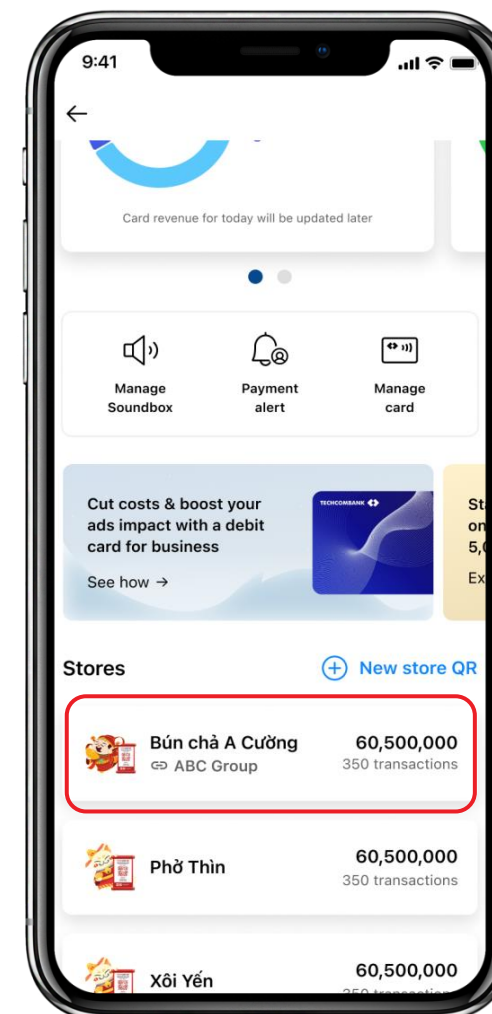 9:41
Card revenue for today will be updated later
Manage
Soundbox
Payment
alert
Manage
card
Cut costs & boost your
ads impact with a debit
card for business
See how →
TECHCOMBANK
St
on
5,0
Ex
Stores
New store QR
Bún chả A Cường
60,500,000
ABC Group
350 transactions
Phở Thìn
60,500,000
350 transactions
Xôi Yến
60,500,000
350 transactions